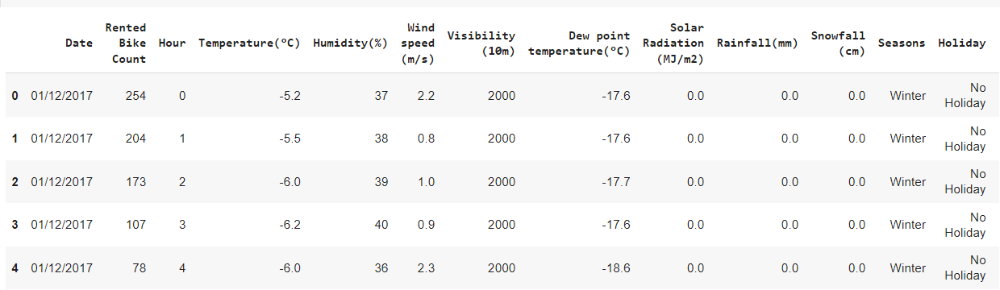 Date Rented Bike Count Hour Temperature(°C) Humidity(%) Wind speed (m/s) Visibility (10m) Dew point temperature(°C) Solar Radiation (MJ/m2) Rainfall(mm) Snowfall (cm) Seasons Holiday
0 01/12/2017 254 0 -5.2 37 2.2 2000 -17.6 0.0 0.0 0.0 Winter No Holiday
1 01/12/2017 204 1 -5.5 38 0.8 2000 -17.6 0.0 0.0 0.0 Winter No Holiday
2 01/12/2017 173 2 -6.0 39 1.0 2000 -17.7 0.0 0.0 0.0 Winter No Holiday
3 01/12/2017 107 3 -6.2 40 0.9 2000 -17.6 0.0 0.0 0.0 Winter No Holiday
4 01/12/2017 78 4 -6.0 36 2.3 2000 -18.6 0.0 0.0 0.0 Winter No Holiday